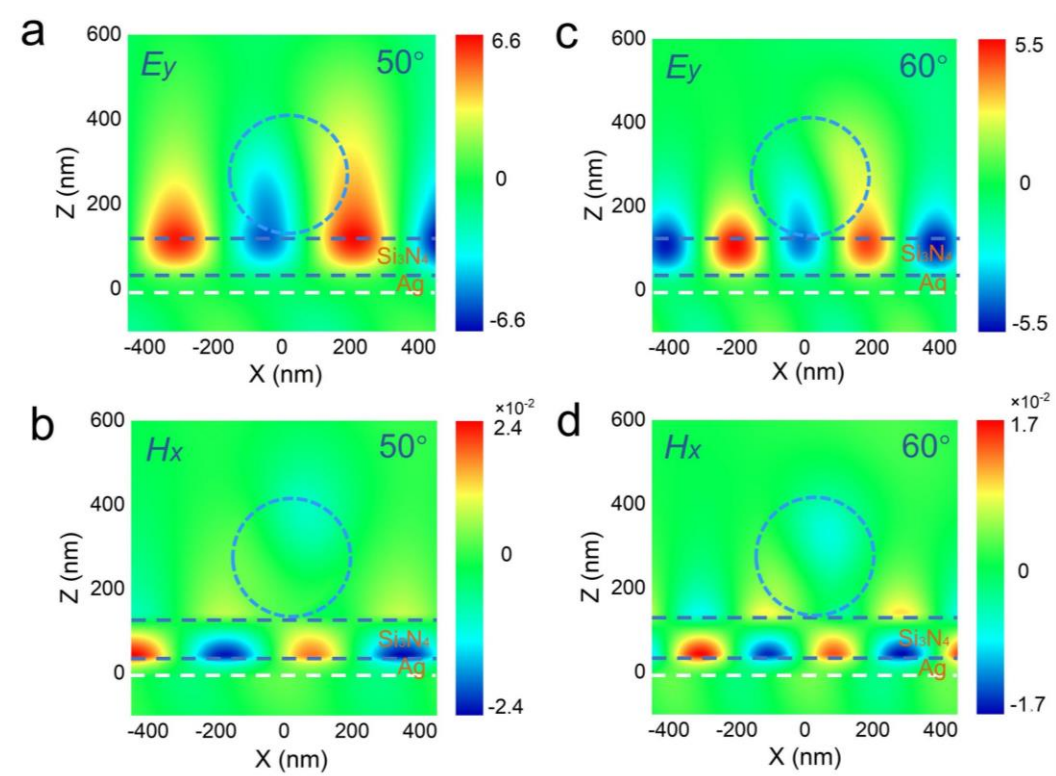 a
Ey
50°
600
400
200
0
Z (nm)
Si₃N₄
Ag
-400 -200 0 200 400
X (nm)
6.6
0
-6.6
c
Ey
60°
600
400
200
0
Z (nm)
Si₃N₄
Ag
-400 -200 0 200 400
X (nm)
5.5
0
-5.5
b
Hx
50°
600
400
200
0
Z (nm)
Si₃N₄
Ag
-400 -200 0 200 400
X (nm)
×10⁻²
2.4
0
-2.4
d
Hx
60°
600
400
200
0
Z (nm)
Si₃N₄
Ag
-400 -200 0 200 400
X (nm)
×10⁻²
1.7
0
-1.7